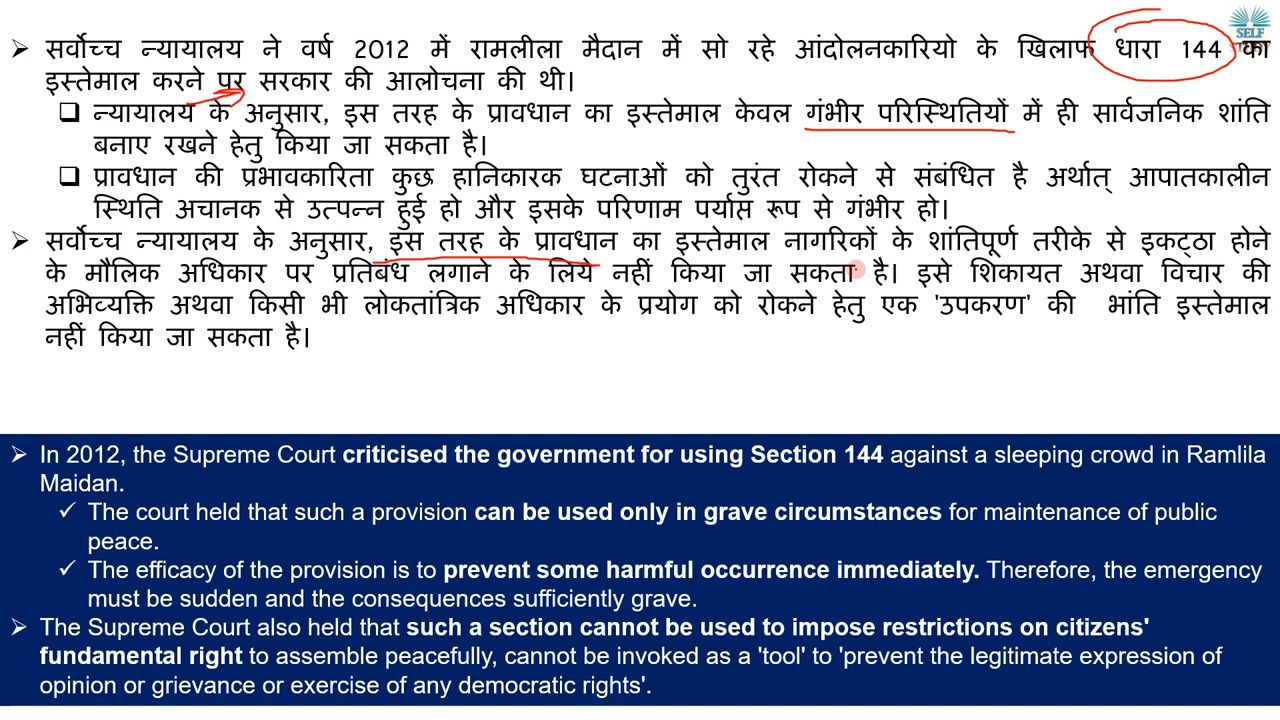 ➢ सर्वोच्च न्यायालय ने वर्ष 2012 में रामलीला मैदान में सो रहे आंदोलनकारियो के खिलाफ धारा 144 का
इस्तेमाल करने पर सरकार की आलोचना की थी।
❑ न्यायालय के अनुसार, इस तरह के प्रावधान का इस्तेमाल केवल गंभीर परिस्थितियों में ही सार्वजनिक शांति
बनाए रखने हेतु किया जा सकता है।
❑ प्रावधान की प्रभावकारिता कुछ हानिकारक घटनाओं को तुरंत रोकने से संबंधित है अर्थात् आपातकालीन
स्थिति अचानक से उत्पन्न हुई हो और इसके परिणाम पर्याप्त रूप से गंभीर हो।
➢ सर्वोच्च न्यायालय के अनुसार, इस तरह के प्रावधान का इस्तेमाल नागरिकों के शांतिपूर्ण तरीके से इकट्ठा होने
के मौलिक अधिकार पर प्रतिबंध लगाने के लिये नहीं किया जा सकता है। इसे शिकायत अथवा विचार की
अभिव्यक्ति अथवा किसी भी लोकतांत्रिक अधिकार के प्रयोग को रोकने हेतु एक 'उपकरण' की भांति इस्तेमाल
नहीं किया जा सकता है।
SELF
➢ In 2012, the Supreme Court criticised the government for using Section 144 against a sleeping crowd in Ramlila
Maidan.
✓ The court held that such a provision can be used only in grave circumstances for maintenance of public
peace.
✓ The efficacy of the provision is to prevent some harmful occurrence immediately. Therefore, the emergency
must be sudden and the consequences sufficiently grave.
➢ The Supreme Court also held that such a section cannot be used to impose restrictions on citizens'
fundamental right to assemble peacefully, cannot be invoked as a 'tool' to 'prevent the legitimate expression of
opinion or grievance or exercise of any democratic rights'.